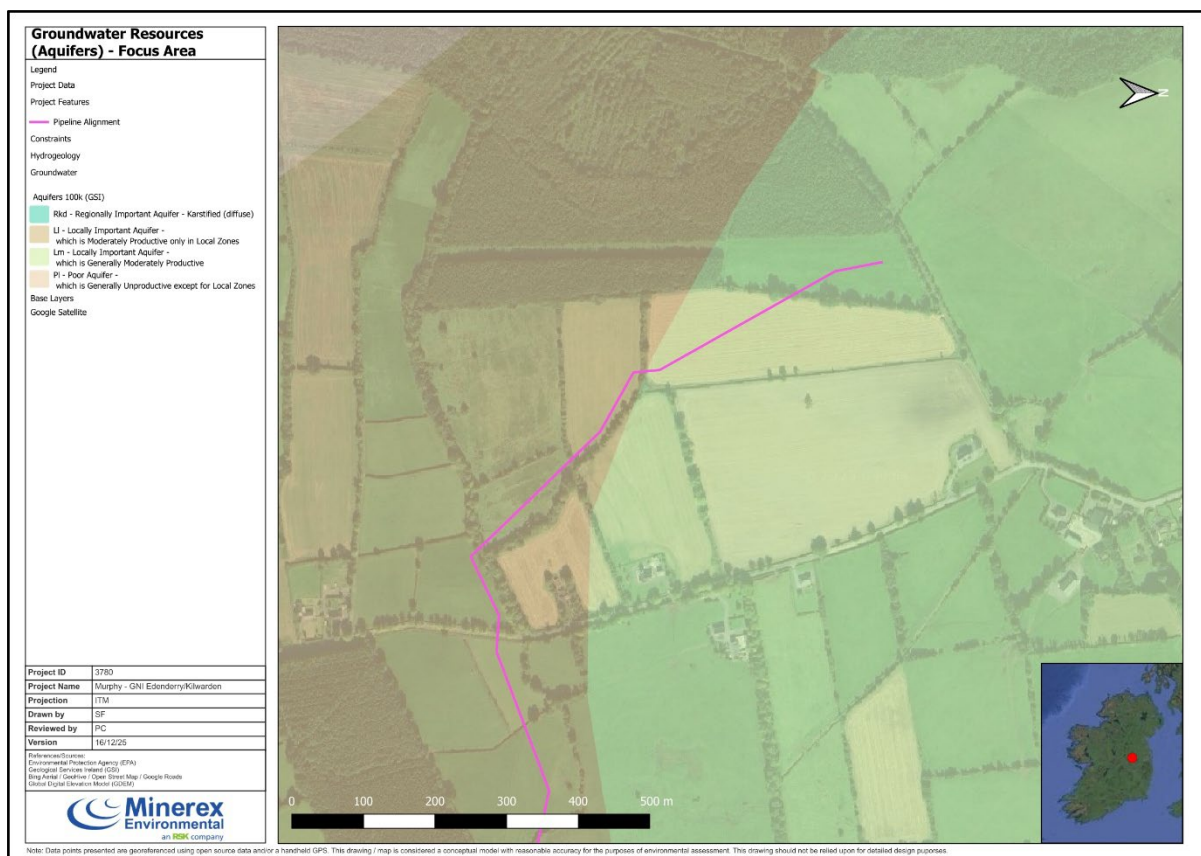 Groundwater Resources
(Aquifers) - Focus Area
Legend
Project Data
Project Features
Pipeline Alignment
Constraints
Hydrogeology
Groundwater
Aquifers 100k (GSI)
Rkd - Regionally Important Aquifer - Karstified (diffuse)
Ll - Locally Important Aquifer -
which is Moderately Productive only in Local Zones
Lm - Locally Important Aquifer -
which is Generally Moderately Productive
Pl - Poor Aquifer -
which is Generally Unproductive except for Local Zones
Base Layers
Google Satellite
N
0 100 200 300 400 500 m
Project ID 3780
Project Name Murphy - GNI Edenderry/Kilwarden
Projection ITM
Drawn by SF
Reviewed by PC
Version 16/12/25
References/Sources:
Environmental Protection Agency (EPA)
Geological Services Ireland (GSI)
Bing Aerial / GeoHive / Open Street Map / Google Roads
Global Digital Elevation Model (GDEM)
Minerex
Environmental
an RSK company
Note: Data points presented are georeferenced using open source data and/or a handheld GPS. This drawing / map is considered a conceptual model with reasonable accuracy for the purposes of environmental assessment. This drawing should not be relied upon for detailed design puporses.